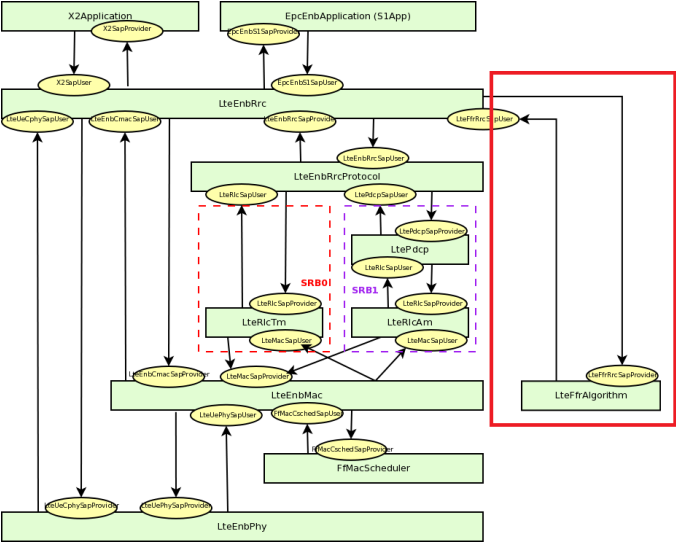 X2Application
EpcEnbApplication (S1App)
X2SapProvider
EpcEnbS1SapProvider
X2SapUser
EpcEnbS1SapUser
LteEnbRrc
LteUeCphySapUser
LteEnbCmacSapUser
LteEnbRrcSapProvider
LteFfrRrcSapUser
LteEnbRrcSapUser
LteEnbRrcProtocol
LteRlcSapUser
LtePdcpSapUser
LtePdcpSapProvider
LtePdcp
LteRlcSapUser
SRB0
SRB1
LteRlcSapProvider
LteRlcSapProvider
LteRlcTm
LteRlcAm
LteMacSapUser
LteMacSapUser
LteEnbCmacSapProvider
LteMacSapProvider
LteFfrRrcSapProvider
LteEnbMac
LteFfrAlgorithm
LteUePhySapUser
FfMacCschedSapUser
FfMacCschedSapProvider
FfMacScheduler
LteUeCphySapProvider
LteUePhySapProvider
LteEnbPhy